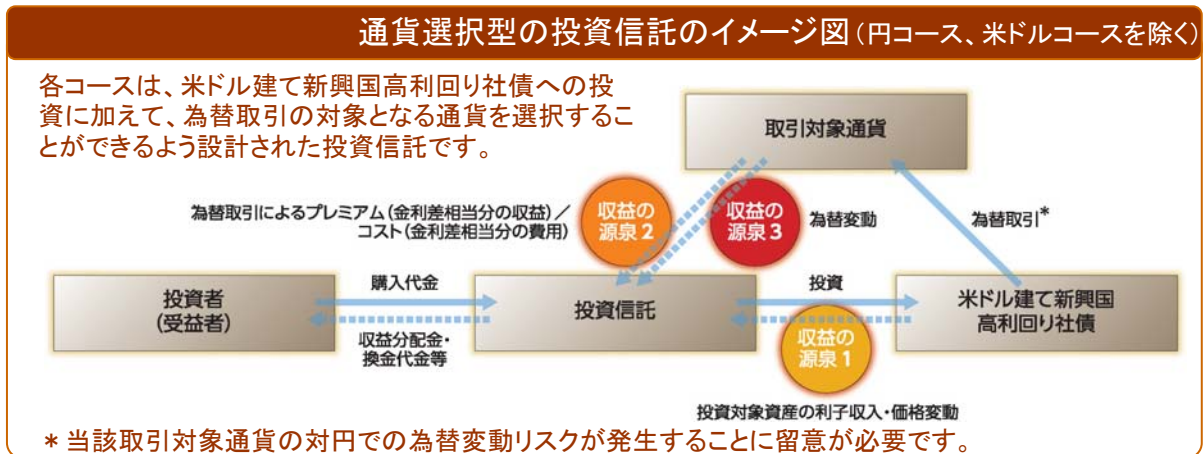 通貨選択型の投資信託のイメージ図(円コース、米ドルコースを除く)
各コースは、米ドル建て新興国高利回り社債への投
資に加えて、為替取引の対象となる通貨を選択するこ
とができるよう設計された投資信託です。
取引対象通貨
為替取引によるプレミアム(金利差相当分の収益)/
コスト(金利差相当分の費用)
収益の
源泉2
収益の
源泉3
為替変動
為替取引*
投資者
(受益者)
購入代金
収益分配金・
換金代金等
投資信託
投資
収益の
源泉1
投資対象資産の利子収入・価格変動
米ドル建て新興国
高利回り社債
*当該取引対象通貨の対円での為替変動リスクが発生することに留意が必要です。